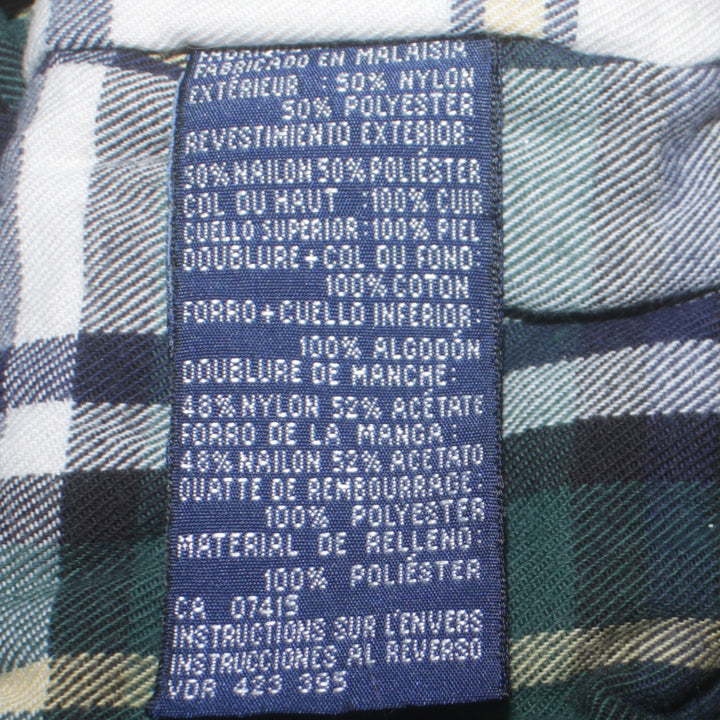 FABRICADO EN MALAISIA
EXTÉRIEUR : 50% NYLON
50% POLYESTER
REVESTIMIENTO EXTERIOR:
50% NAILON 50% POLIÉSTER
COL DU HAUT : 100% CUIR
CUELLO SUPERIOR: 100% PIEL
DOUBLURE + COL DU FOND:
100% COTON
FORRO + CUELLO INFERIOR:
100% ALGODÓN
DOUBLURE DE MANCHE:
48% NYLON 52% ACÉTATE
FORRO DE LA MANGA:
48% NAILON 52% ACETATO
OUATTE DE REMBOURRAGE:
100% POLYESTER
MATERIAL DE RELLENO:
100% POLIÉSTER
CA 07415
INSTRUCTIONS SUR L'ENVERS
INSTRUCCIONES AL REVERSO
VDR 423 395